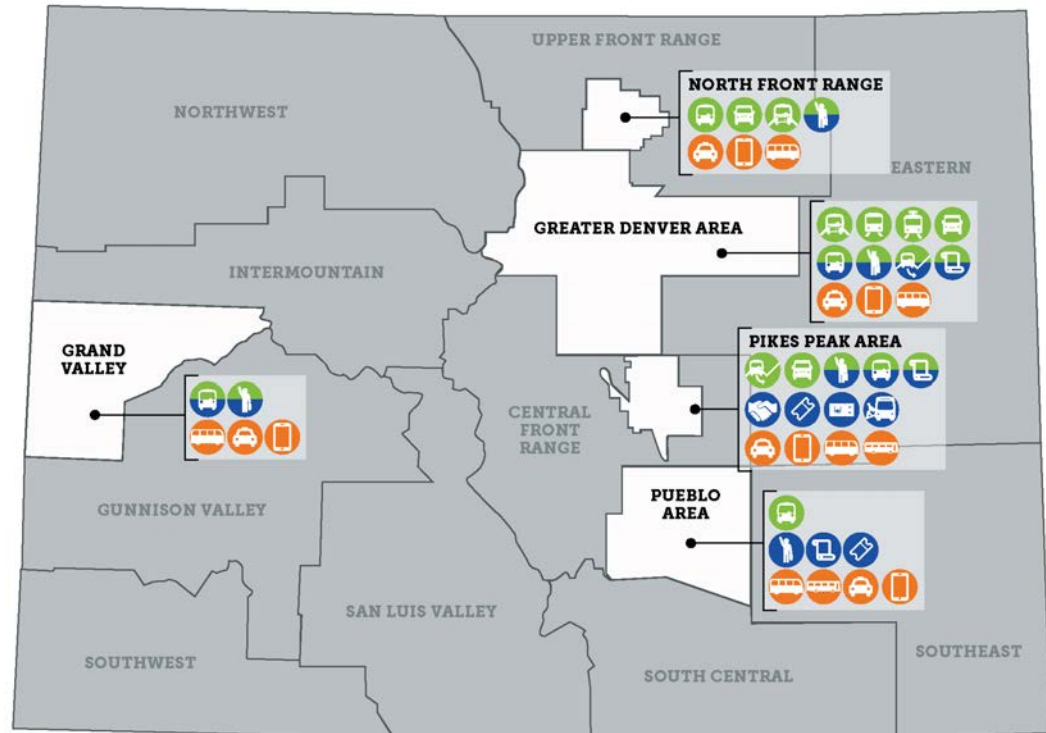 UPPER FRONT RANGE
NORTHWEST
NORTH FRONT RANGE
EASTERN
GREATER DENVER AREA
INTERMOUNTAIN
GRAND
VALLEY
PIKES PEAK AREA
CENTRAL
FRONT
RANGE
GUNNISON VALLEY
PUEBLO
AREA
SAN LUIS VALLEY
SOUTHWEST
SOUTH CENTRAL
SOUTHEAST